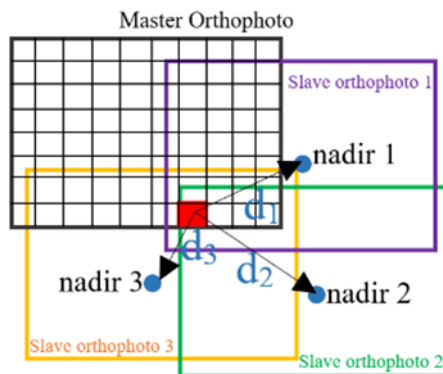 Master Orthophoto
Slave orthophoto 1
nadir 1
d1
d3
d2
nadir 3
nadir 2
Slave orthophoto 3
Slave orthophoto 2